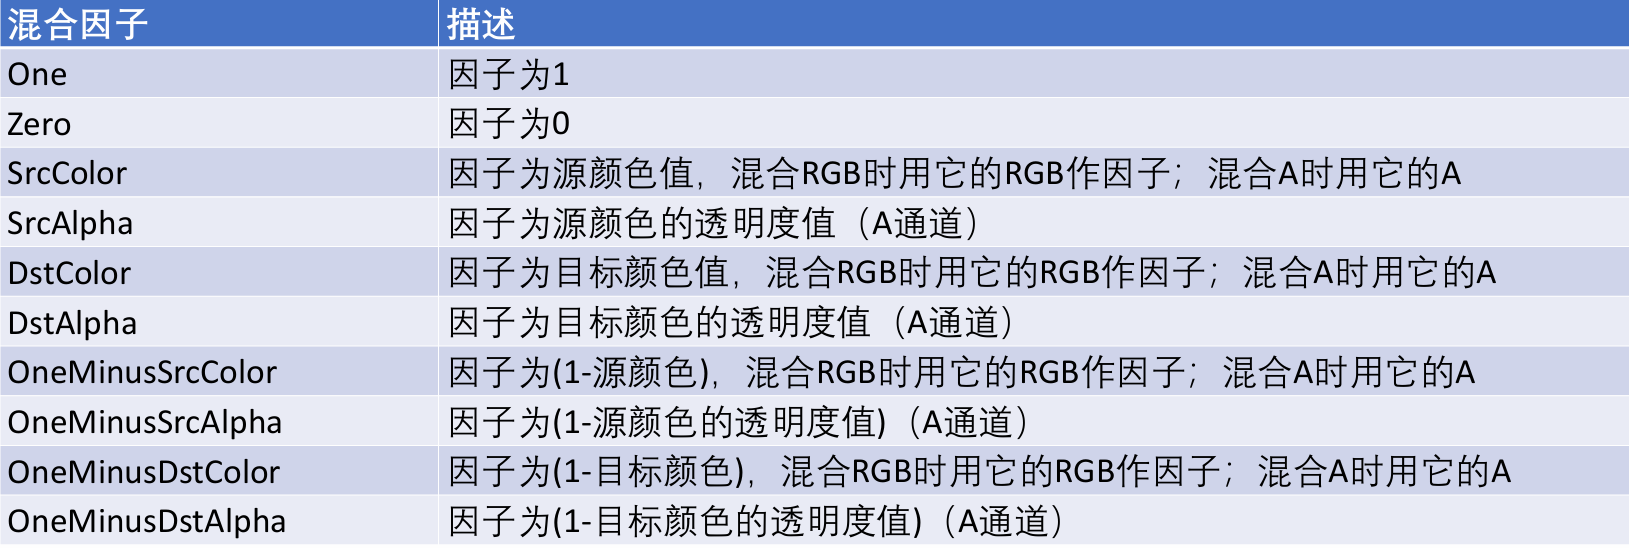 混合因子 描述
One 因子为1
Zero 因子为0
SrcColor 因子为源颜色值，混合RGB时用它的RGB作因子；混合A时用它的A
SrcAlpha 因子为源颜色的透明度值（A通道）
DstColor 因子为目标颜色值，混合RGB时用它的RGB作因子；混合A时用它的A
DstAlpha 因子为目标颜色的透明度值（A通道）
OneMinusSrcColor 因子为(1-源颜色)，混合RGB时用它的RGB作因子；混合A时用它的A
OneMinusSrcAlpha 因子为(1-源颜色的透明度值)（A通道）
OneMinusDstColor 因子为(1-目标颜色)，混合RGB时用它的RGB作因子；混合A时用它的A
OneMinusDstAlpha 因子为(1-目标颜色的透明度值)（A通道）